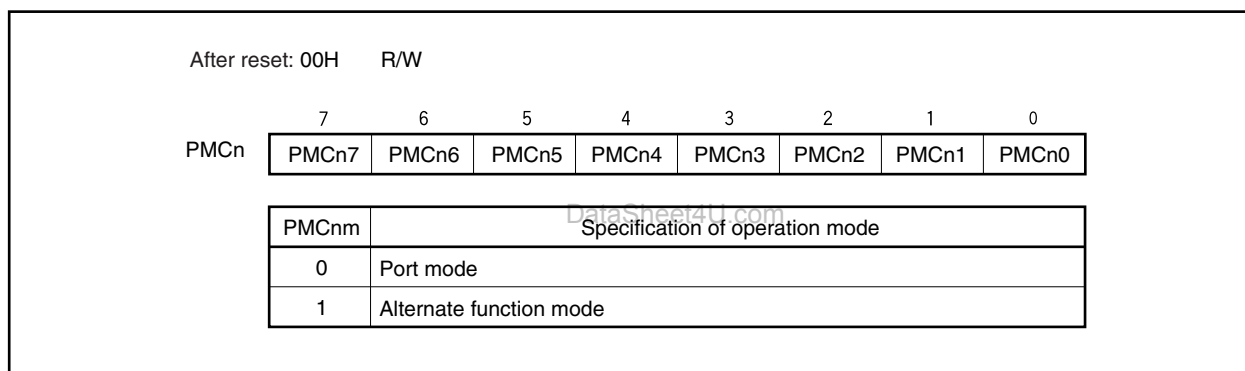 After reset: 00H R/W
7 6 5 4 3 2 1 0
PMCn PMCn7 PMCn6 PMCn5 PMCn4 PMCn3 PMCn2 PMCn1 PMCn0
DataSheet4U.com
PMCnm Specification of operation mode
0 Port mode
1 Alternate function mode